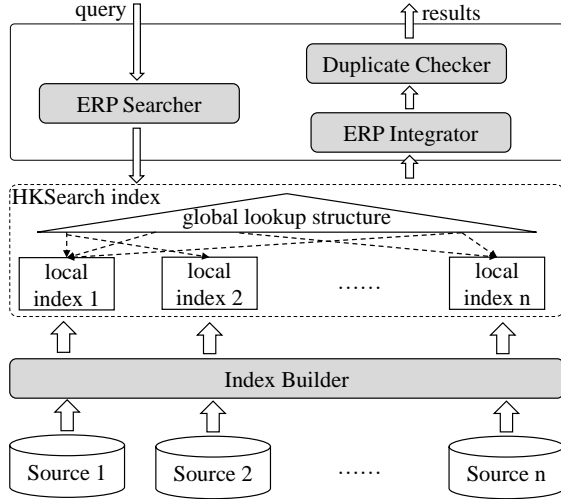 query
results
Duplicate Checker
ERP Searcher
ERP Integrator
HKSearch index
global lookup structure
local
index 1
local
index 2
......
local
index n
Index Builder
Source 1
Source 2
......
Source n